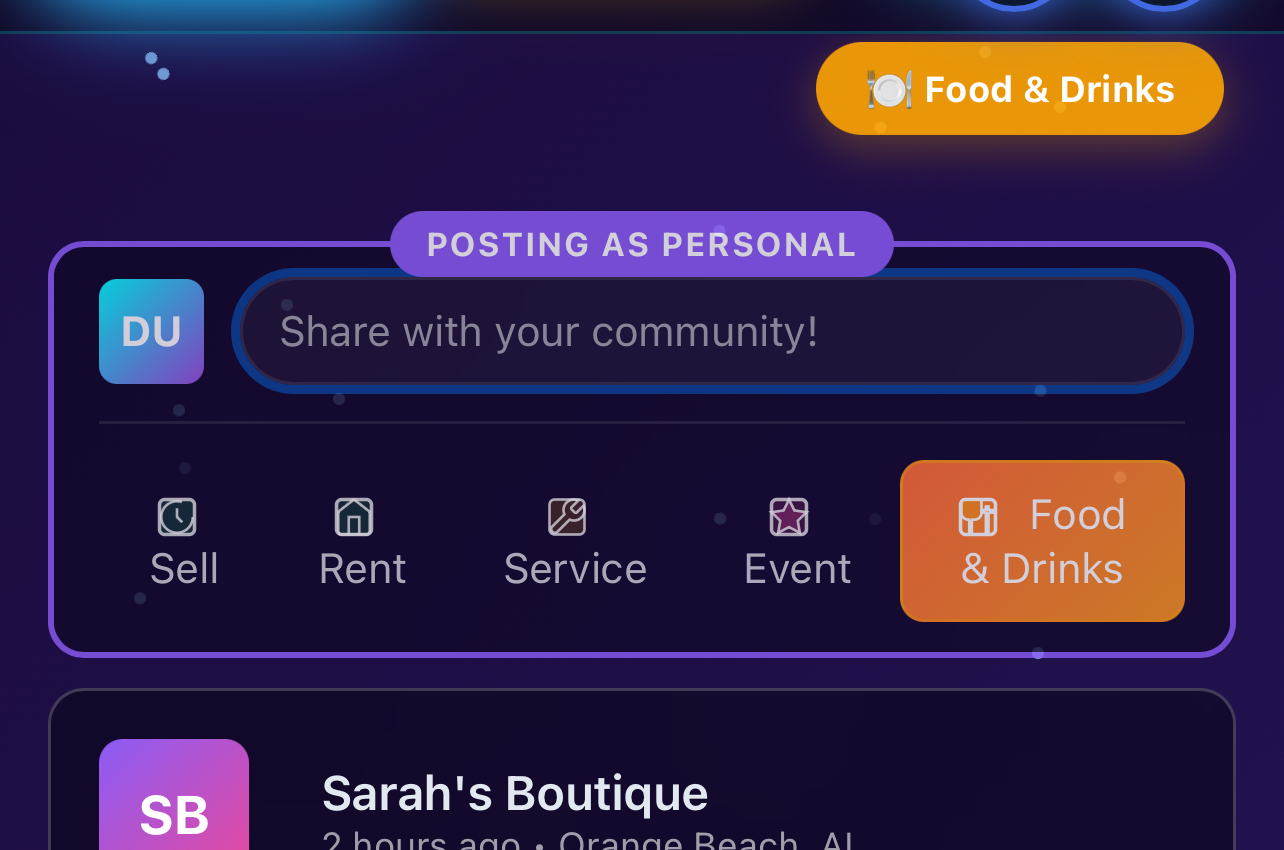 Food & Drinks
POSTING AS PERSONAL
DU
Share with your community!
Sell
Rent
Service
Event
Food
& Drinks
SB
Sarah's Boutique
2 hours ago • Orange Beach, AL